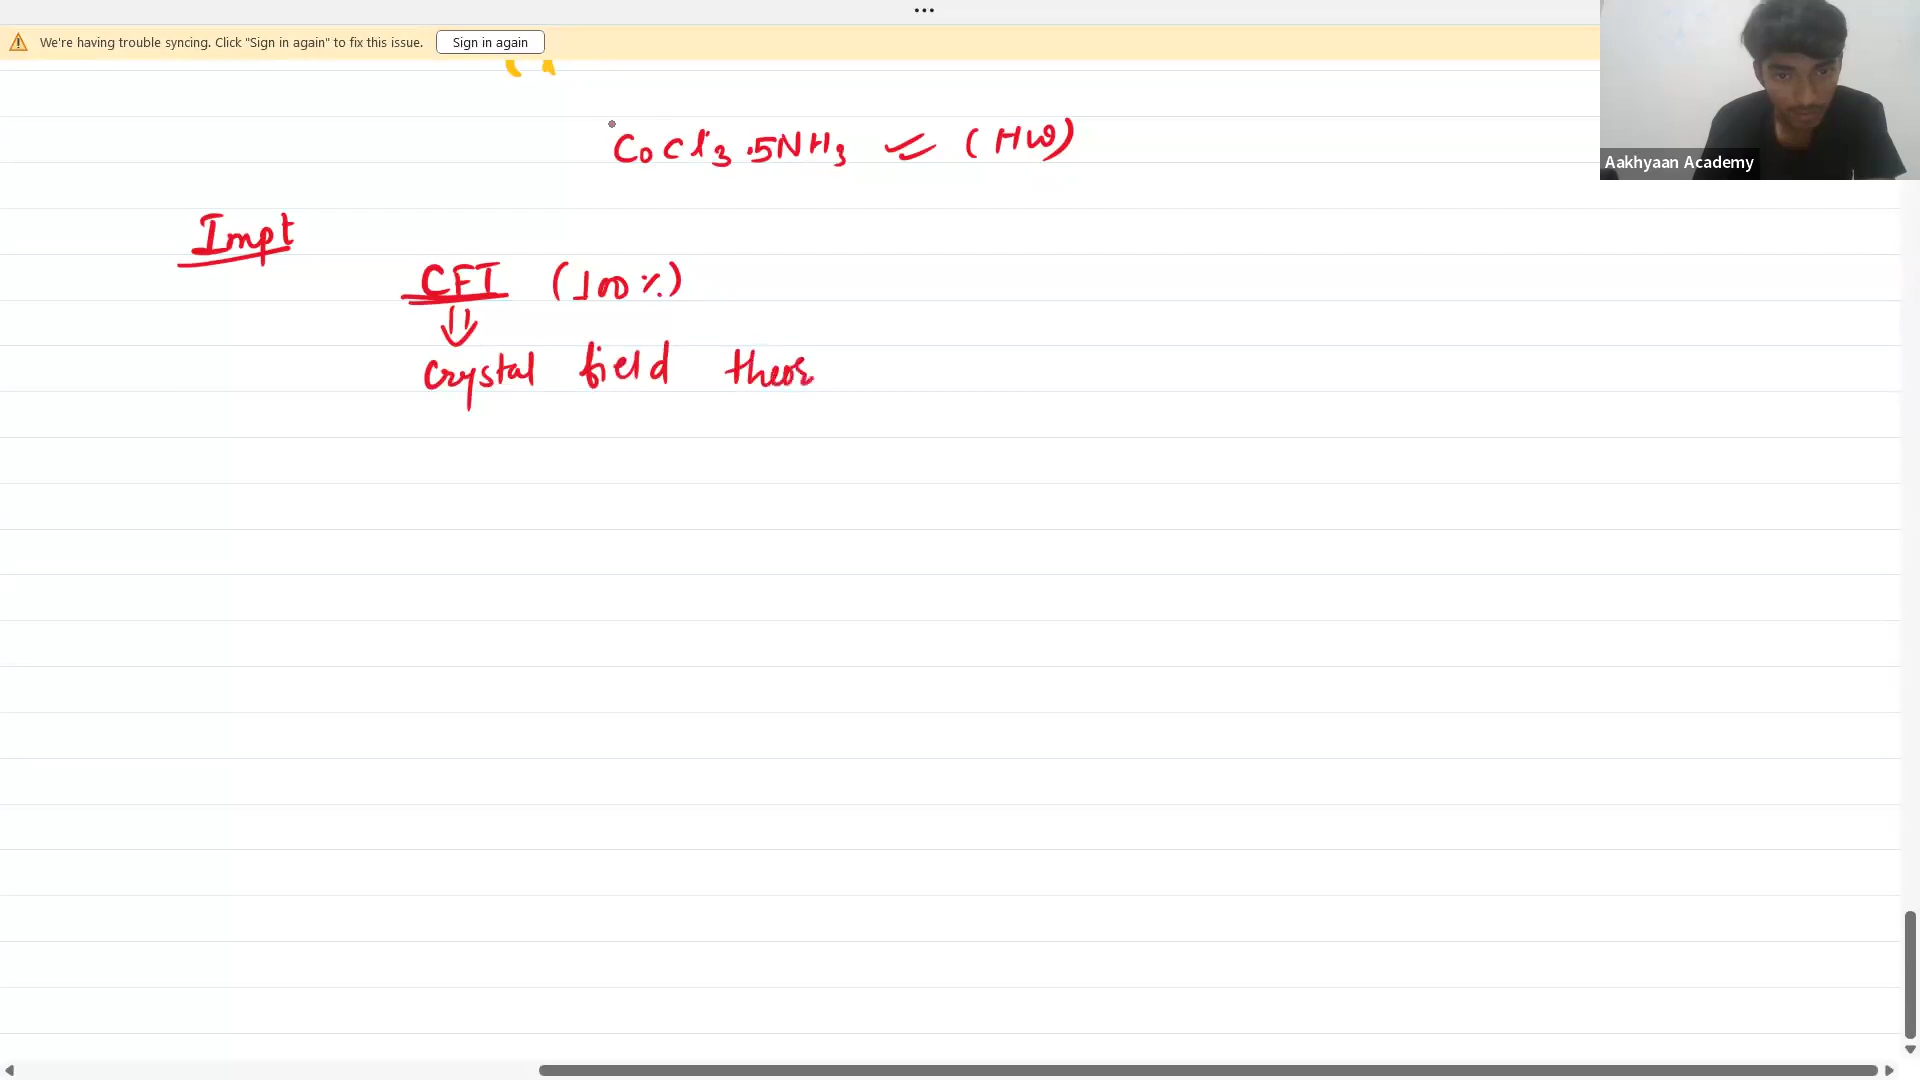 •••
We're having trouble syncing. Click "Sign in again" to fix this issue. Sign in again
CoCl3.5NH3 (HW)
Aakhyaan Academy
Impt
CFT (100%)
⇓
Crystal field theor